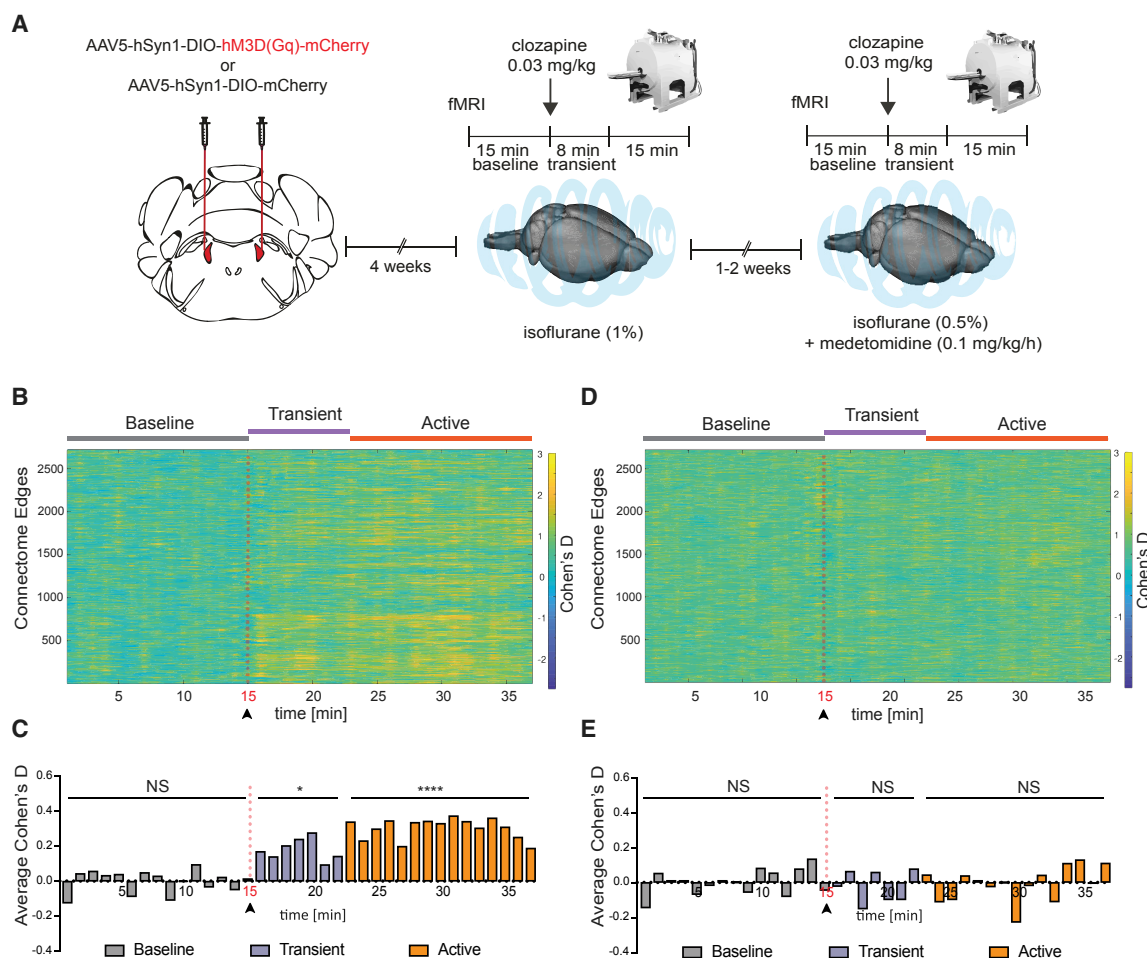 A
AAV5-hSyn1-DIO-hM3D(Gq)-mCherry
or
AAV5-hSyn1-DIO-mCherry
4 weeks
clozapine
0.03 mg/kg
fMRI
15 min 8 min 15 min
baseline transient
isoflurane (1%)
1-2 weeks
clozapine
0.03 mg/kg
fMRI
15 min 8 min 15 min
baseline transient
isoflurane (0.5%)
+ medetomidine (0.1 mg/kg/h)
B
Baseline Transient Active
Connectome Edges
2500
2000
1500
1000
500
5 10 15 20 25 30 35
time [min]
3
2
1
0
-1
-2
Cohen's D
D
Baseline Transient Active
Connectome Edges
2500
2000
1500
1000
500
5 10 15 20 25 30 35
time [min]
3
2
1
0
-1
-2
Cohen's D
C
Average Cohen's D
0.6
0.4
0.2
0.0
-0.2
-0.4
NS * ****
5 10 15 20 25 30 35
time [min]
Baseline Transient Active
E
Average Cohen's D
0.6
0.4
0.2
0.0
-0.2
-0.4
NS NS NS
5 10 15 20 25 30 35
time [min]
Baseline Transient Active